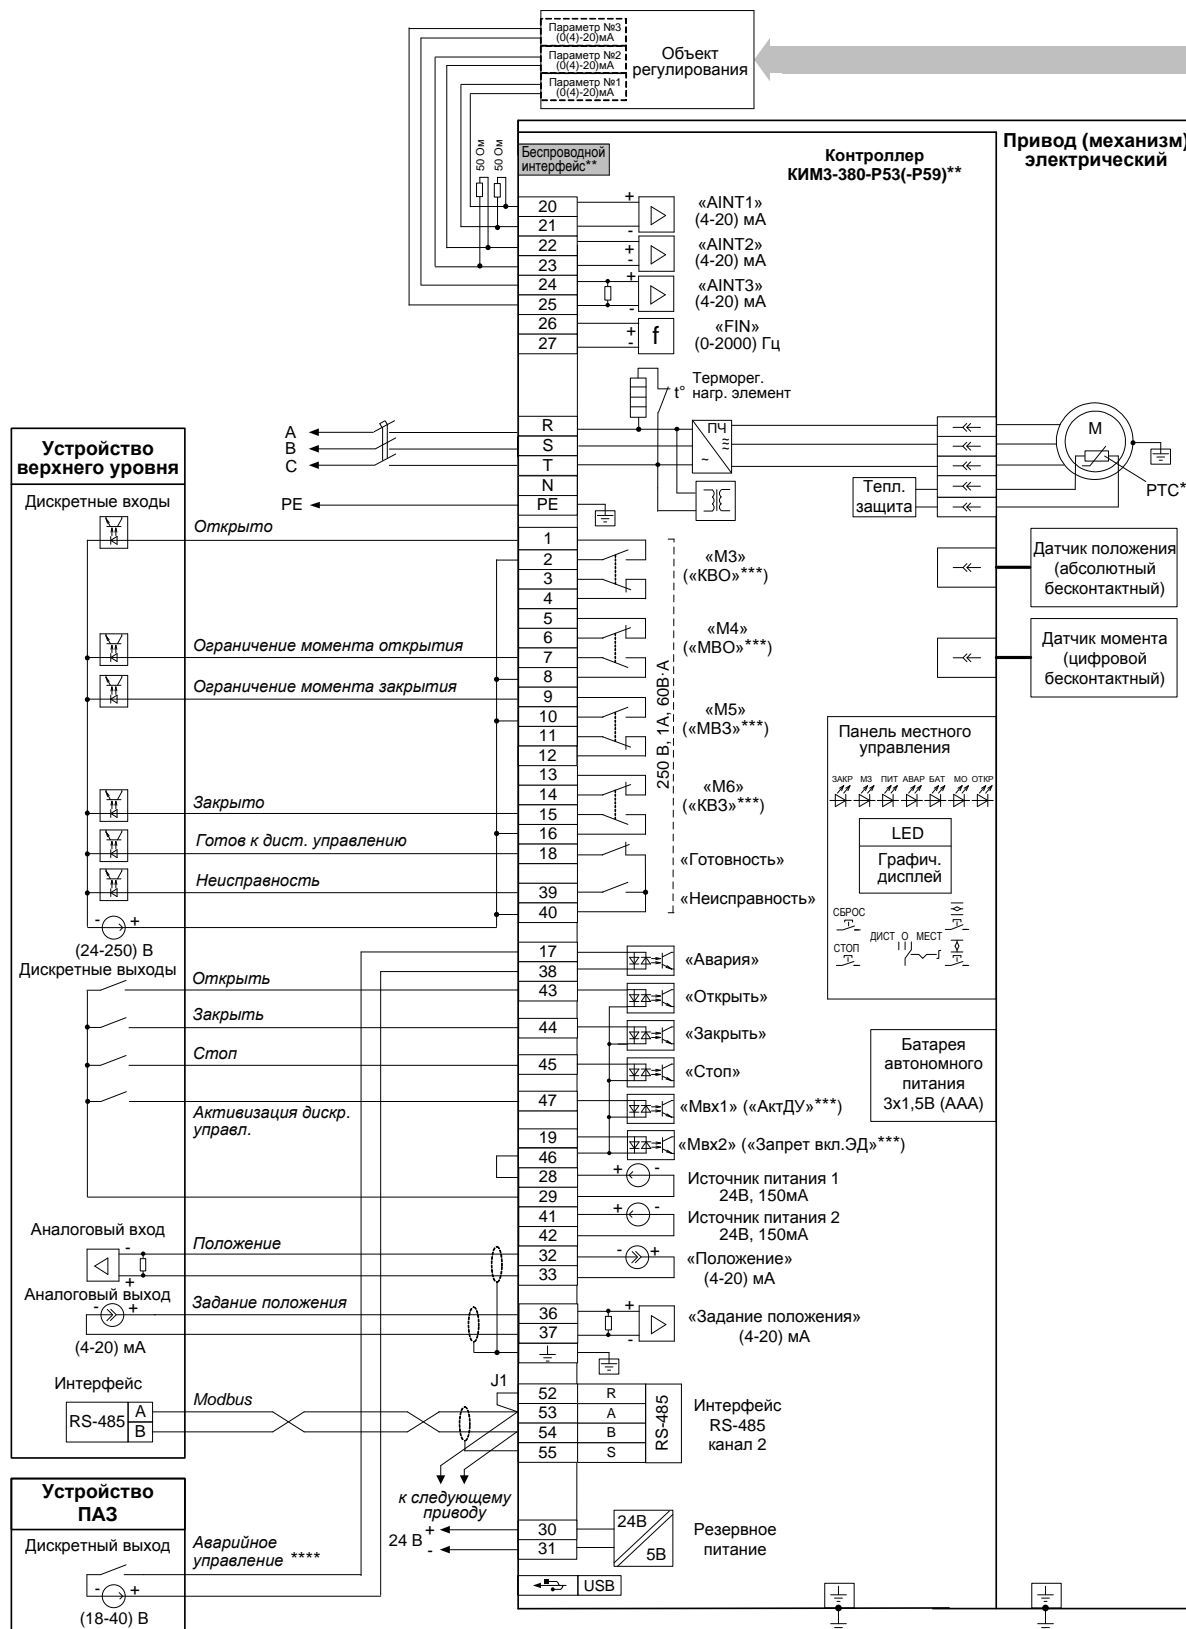 Параметр №3
(0(4)-20)мА
Параметр №2
(0(4)-20)мА
Параметр №1
(0(4)-20)мА
Объект
регулирования
50 Ом
50 Ом
Беспроводной
интерфейс**
Контроллер
КИМ3-380-Р53(-Р59)**
Привод (механизм)
электрический
20
21
22
23
24
25
26
27
+
-
«AINT1»
(4-20) мА
+
-
«AINT2»
(4-20) мА
+
-
«AINT3»
(4-20) мА
+
-
f
«FIN»
(0-2000) Гц
t°
Терморег.
нагр. элемент
A
B
C
PE
R
S
T
N
PE
ПЧ
~
Тепл.
защита
M
PTC*
Устройство
верхнего уровня
Дискретные входы
Открыто
Ограничение момента открытия
Ограничение момента закрытия
Закрыто
Готов к дист. управлению
Неисправность
- +
(24-250) В
1
2
3
4
5
6
7
8
9
10
11
12
13
14
15
16
18
39
40
«М3»
(«КВО»***)
«М4»
(«МВО»***)
«М5»
(«МВЗ»***)
«М6»
(«КВЗ»***)
250 В, 1А, 60В·А
«Готовность»
«Неисправность»
Датчик положения
(абсолютный
бесконтактный)
Датчик момента
(цифровой
бесконтактный)
Панель местного
управления
ЗАКР МЗ ПИТ АВАР БАТ МО ОТКР
LED
Графич.
дисплей
СБРОС
СТОП
ДИСТ О МЕСТ
Батарея
автономного
питания
3х1,5В (ААА)
Дискретные выходы
Открыть
Закрыть
Стоп
Активизация дискр.
управл.
17
38
43
44
45
47
19
46
28
29
41
42
32
33
36
37
«Авария»
«Открыть»
«Закрыть»
«Стоп»
«Мвх1» («АктДУ»***)
«Мвх2» («Запрет вкл.ЭД»***)
+ -
Источник питания 1
24В, 150мА
+ -
Источник питания 2
24В, 150мА
- +
«Положение»
(4-20) мА
+
-
«Задание положения»
(4-20) мА
Аналоговый вход
-
+
Положение
Аналоговый выход
- +
Задание положения
(4-20) мА
Интерфейс
RS-485
A
B
Modbus
J1
52 R
53 A
54 B
55 S
RS-485
Интерфейс
RS-485
канал 2
к следующему
приводу
24 В
+
-
30
31
24В
5В
Резервное
питание
USB
Устройство
ПАЗ
Дискретный выход
Аварийное
управление ****
- +
(18-40) В